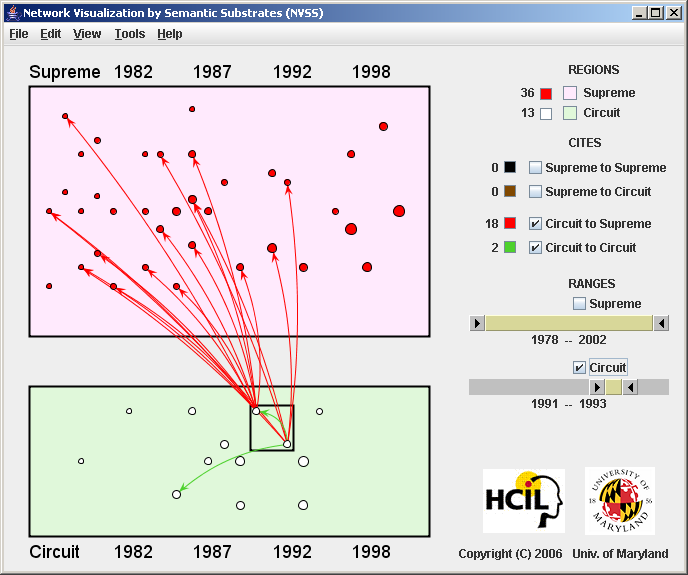 Network Visualization by Semantic Substrates (NVSS)
File Edit View Tools Help
Supreme 1982 1987 1992 1998
Circuit 1982 1987 1992 1998
REGIONS
36 Supreme
13 Circuit
CITES
0 Supreme to Supreme
0 Supreme to Circuit
18 Circuit to Supreme
2 Circuit to Circuit
RANGES
Supreme
1978 -- 2002
Circuit
1991 -- 1993
HCIL
UNIVERSITY OF
18 56
MARYLAND
Copyright (C) 2006 Univ. of Maryland